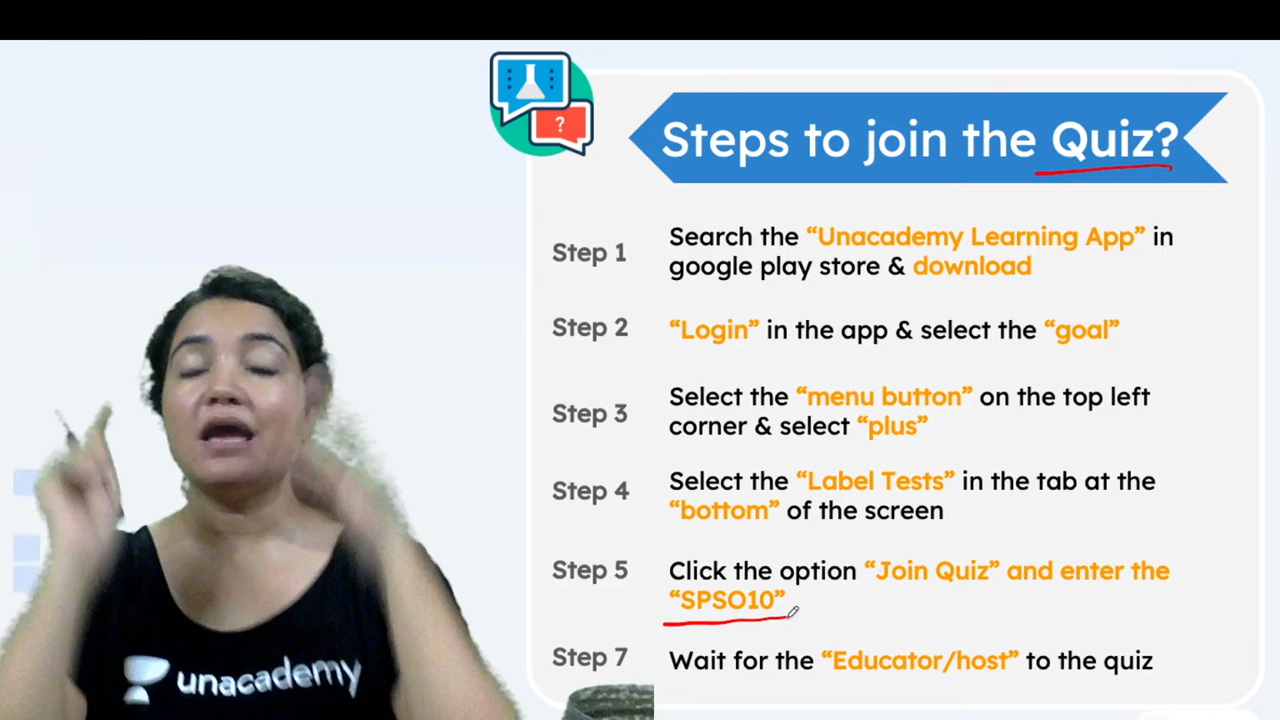 ?
Steps to join the Quiz?
Step 1
Search the “Unacademy Learning App” in
google play store & download
Step 2
“Login” in the app & select the “goal”
Step 3
Select the “menu button” on the top left
corner & select “plus”
Step 4
Select the “Label Tests” in the tab at the
“bottom” of the screen
Step 5
Click the option “Join Quiz” and enter the
“SPSO10”
Step 7
Wait for the “Educator/host” to the quiz
unacademy